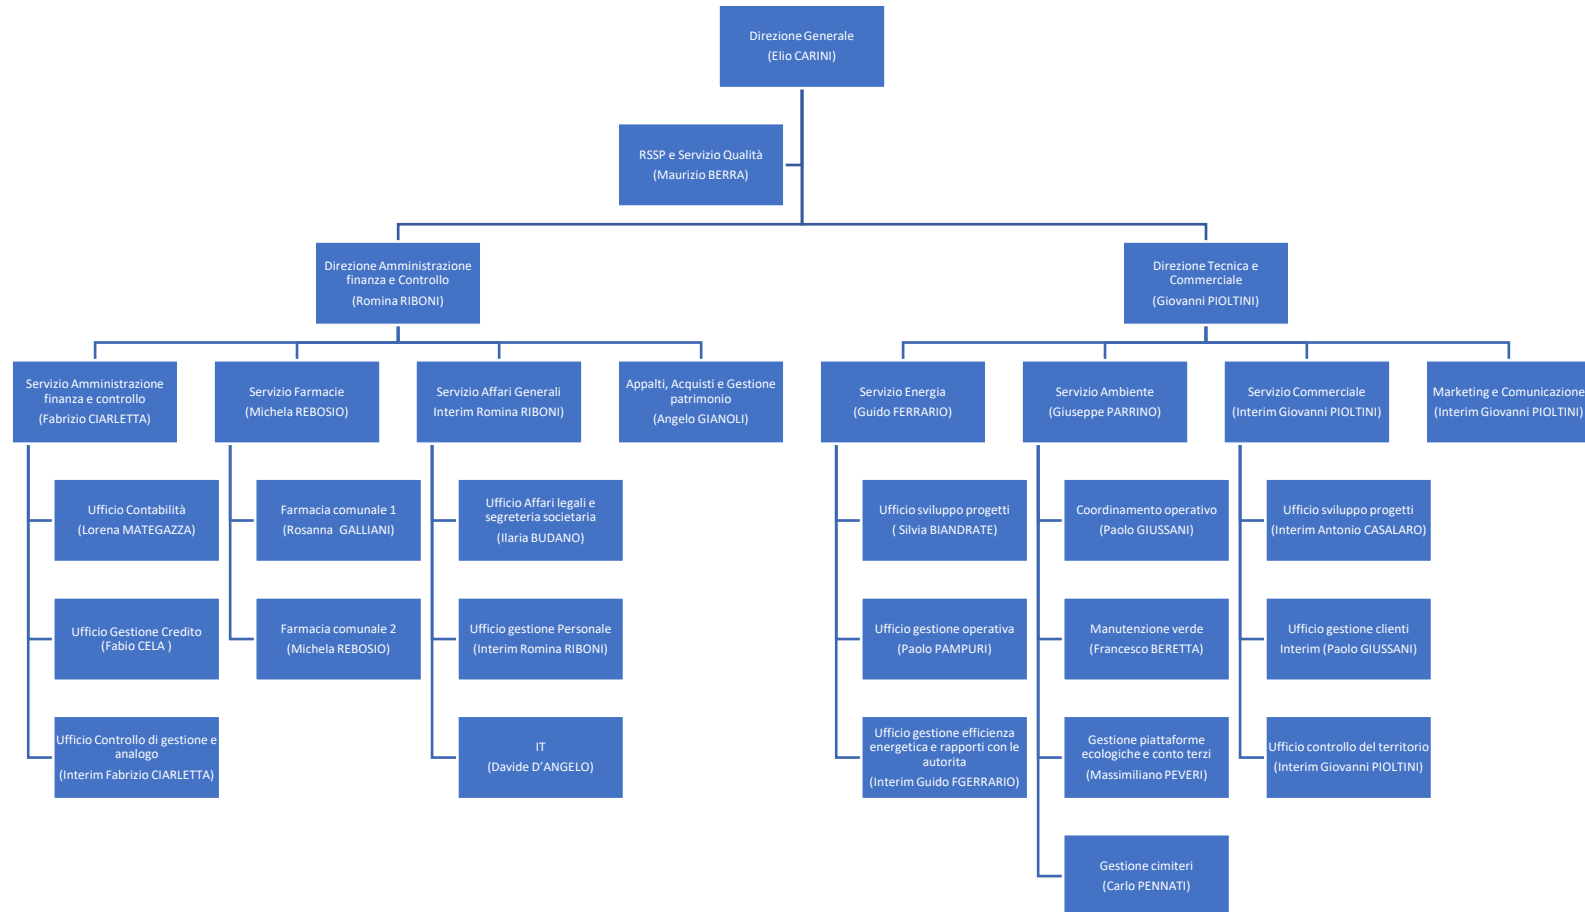 Direzione Generale
(Elio CARINI)
RSSP e Servizio Qualità
(Maurizio BERRA)
Direzione Amministrazione
finanza e Controllo
(Romina RIBONI)
Direzione Tecnica e
Commerciale
(Giovanni PIOLTINI)
Servizio Amministrazione
finanza e controllo
(Fabrizio CIARLETTA)
Servizio Farmacie
(Michela REBOSIO)
Servizio Affari Generali
Interim Romina RIBONI)
Appalti, Acquisti e Gestione
patrimonio
(Angelo GIANOLI)
Servizio Energia
(Guido FERRARIO)
Servizio Ambiente
(Giuseppe PARRINO)
Servizio Commerciale
(Interim Giovanni PIOLTINI)
Marketing e Comunicazione
(Interim Giovanni PIOLTINI)
Ufficio Contabilità
(Lorena MATEGAZZA)
Farmacia comunale 1
(Rosanna GALLIANI)
Ufficio Affari legali e
segreteria societaria
(Ilaria BUDANO)
Ufficio sviluppo progetti
( Silvia BIANDRATE)
Coordinamento operativo
(Paolo GIUSSANI)
Ufficio sviluppo progetti
(Interim Antonio CASALARO)
Ufficio Gestione Credito
(Fabio CELA )
Farmacia comunale 2
(Michela REBOSIO)
Ufficio gestione Personale
(Interim Romina RIBONI)
Ufficio gestione operativa
(Paolo PAMPURI)
Manutenzione verde
(Francesco BERETTA)
Ufficio gestione clienti
Interim (Paolo GIUSSANI)
Ufficio Controllo di gestione e
analogo
(Interim Fabrizio CIARLETTA)
IT
(Davide D'ANGELO)
Ufficio gestione efficienza
energetica e rapporti con le
autorita
(Interim Guido FGERRARIO)
Gestione piattaforme
ecologiche e conto terzi
(Massimiliano PEVERI)
Ufficio controllo del territorio
(Interim Giovanni PIOLTINI)
Gestione cimiteri
(Carlo PENNATI)